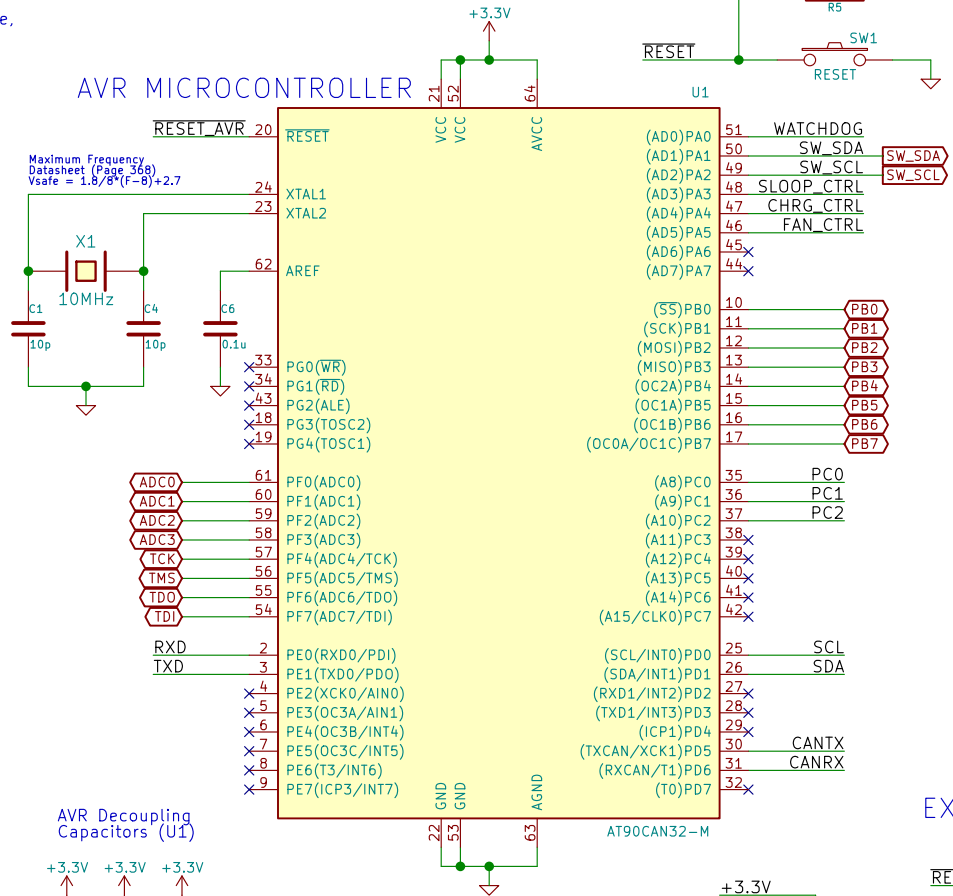 e,
+3.3V
R5
RESET
SW1
RESET
AVR MICROCONTROLLER
U1
21 VCC
52 VCC
64 AVCC
RESET_AVR 20 RESET
Maximum Frequency
Datasheet (Page 368)
Vsafe = 1.8/8*(F-8)+2.7
24 XTAL1
23 XTAL2
X1
10MHz
62 AREF
C1
10p
C4
10p
C6
0.1u
33 PG0(WR)
34 PG1(RD)
43 PG2(ALE)
18 PG3(TOSC2)
19 PG4(TOSC1)
ADC0 61 PF0(ADC0)
ADC1 60 PF1(ADC1)
ADC2 59 PF2(ADC2)
ADC3 58 PF3(ADC3)
TCK 57 PF4(ADC4/TCK)
TMS 56 PF5(ADC5/TMS)
TDO 55 PF6(ADC6/TDO)
TDI 54 PF7(ADC7/TDI)
RXD 2 PE0(RXD0/PDI)
TXD 3 PE1(TXD0/PDO)
4 PE2(XCK0/AIN0)
5 PE3(OC3A/AIN1)
6 PE4(OC3B/INT4)
7 PE5(OC3C/INT5)
8 PE6(T3/INT6)
9 PE7(ICP3/INT7)
(AD0)PA0 51 WATCHDOG
(AD1)PA1 50 SW_SDA SW_SDA
(AD2)PA2 49 SW_SCL SW_SCL
(AD3)PA3 48 SLOOP_CTRL
(AD4)PA4 47 CHRG_CTRL
(AD5)PA5 46 FAN_CTRL
(AD6)PA6 45
(AD7)PA7 44
(SS)PB0 10 PB0
(SCK)PB1 11 PB1
(MOSI)PB2 12 PB2
(MISO)PB3 13 PB3
(OC2A)PB4 14 PB4
(OC1A)PB5 15 PB5
(OC1B)PB6 16 PB6
(OC0A/OC1C)PB7 17 PB7
(A8)PC0 35 PC0
(A9)PC1 36 PC1
(A10)PC2 37 PC2
(A11)PC3 38
(A12)PC4 39
(A13)PC5 40
(A14)PC6 41
(A15/CLK0)PC7 42
(SCL/INT0)PD0 25 SCL
(SDA/INT1)PD1 26 SDA
(RXD1/INT2)PD2 27
(TXD1/INT3)PD3 28
(ICP1)PD4 29
(TXCAN/XCK1)PD5 30 CANTX
(RXCAN/T1)PD6 31 CANRX
(T0)PD7 32
GND 22
GND 53
AGND 63
AT90CAN32-M
AVR Decoupling
Capacitors (U1)
+3.3V +3.3V +3.3V
EX
+3.3V
RE